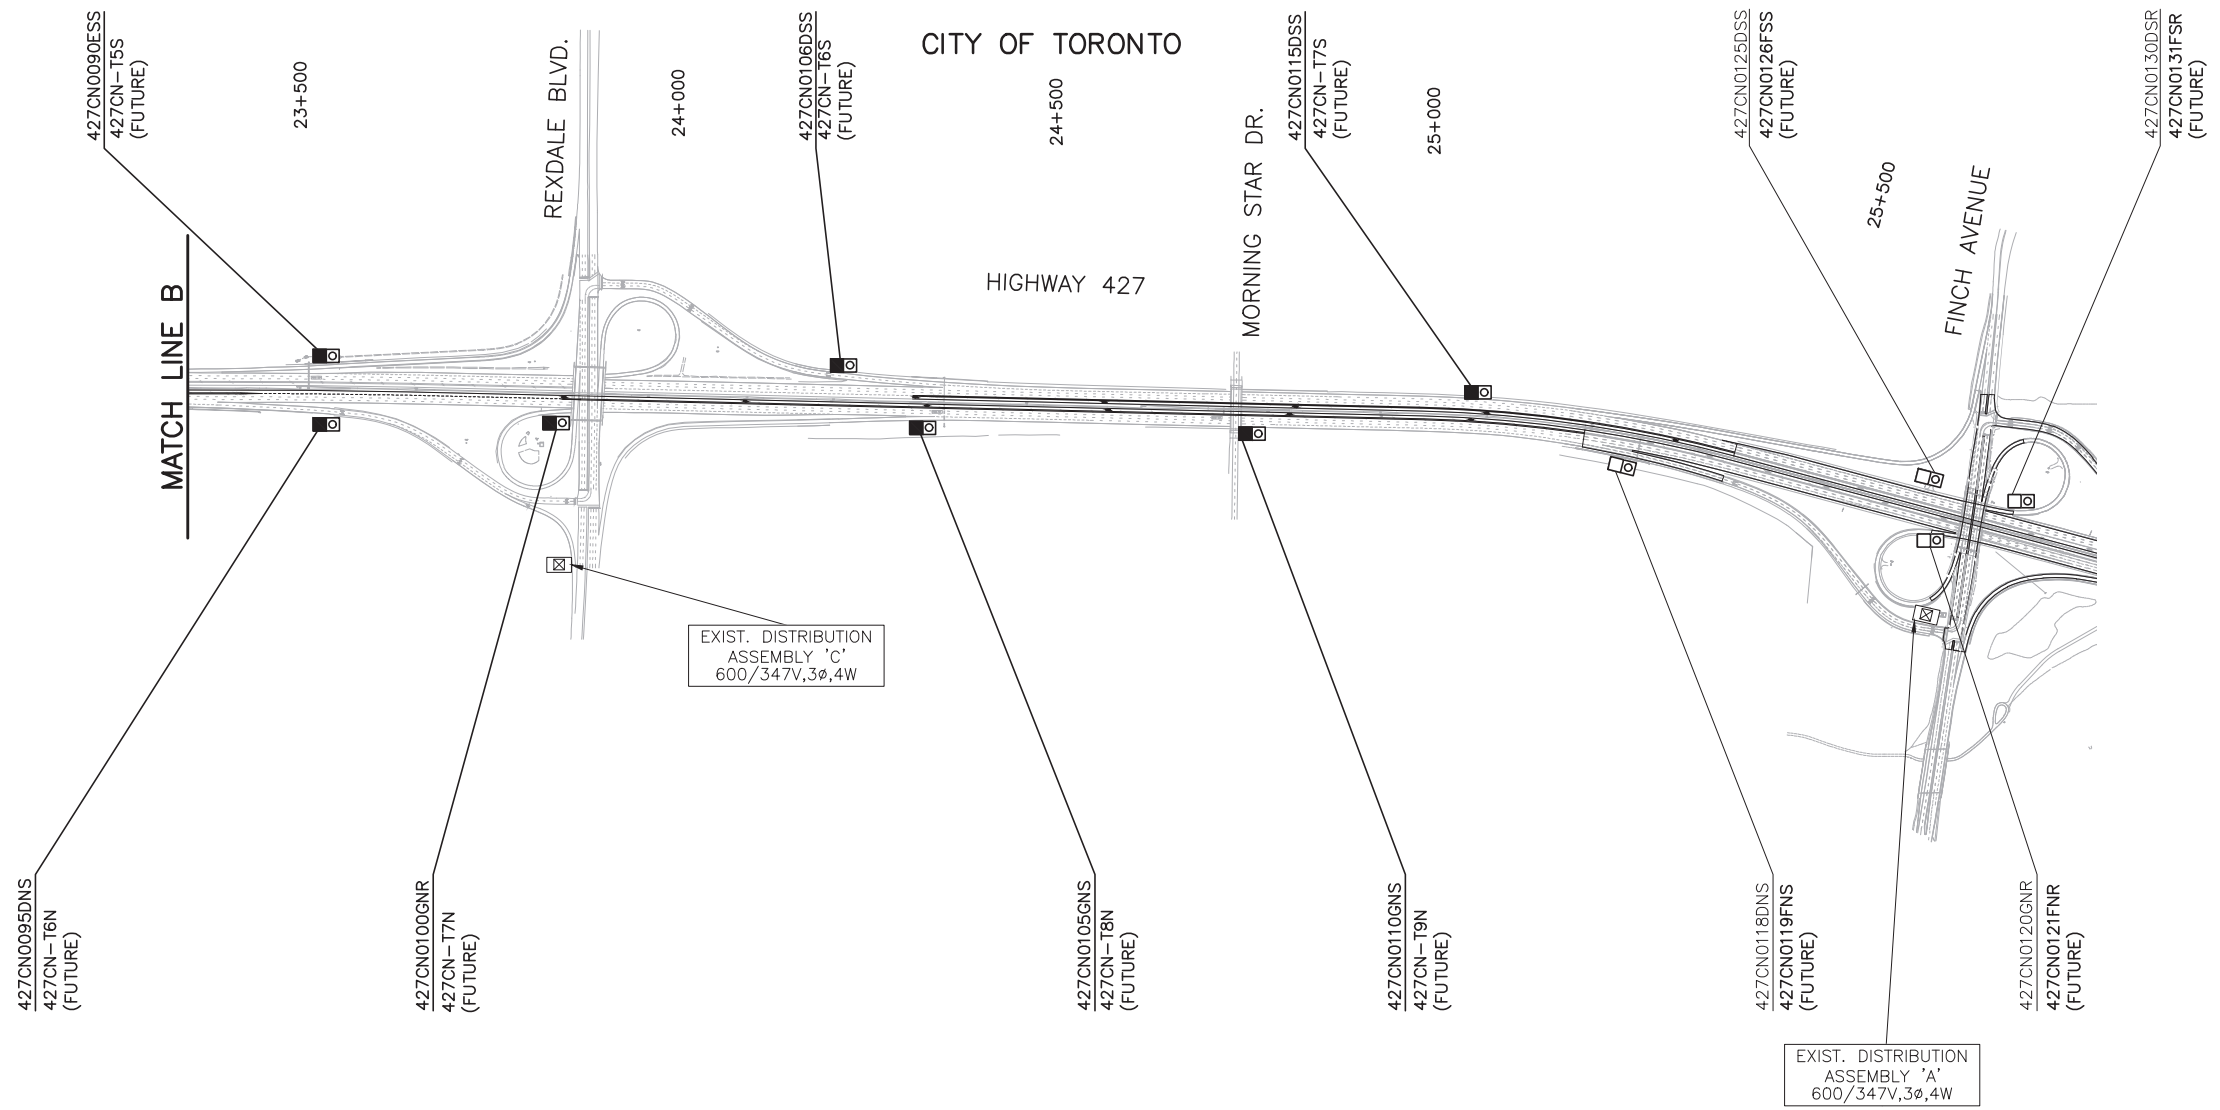 427CN0090ESS
427CN-T5S
(FUTURE)
23+500
REXDALE BLVD.
24+000
427CN0106DSS
427CN-T6S
(FUTURE)
CITY OF TORONTO
24+500
MORNING STAR DR.
427CN0115DSS
427CN-T7S
(FUTURE)
25+000
427CN0125DSS
427CN0126FSS
(FUTURE)
25+500
FINCH AVENUE
427CN0130DSR
427CN0131FSR
(FUTURE)
HIGHWAY 427
MATCH LINE B
EXIST. DISTRIBUTION
ASSEMBLY 'C'
600/347V,3ø,4W
427CN0095DNS
427CN-T6N
(FUTURE)
427CN0100GNR
427CN-T7N
(FUTURE)
427CN0105GNS
427CN-T8N
(FUTURE)
427CN0110GNS
427CN-T9N
(FUTURE)
427CN0118DNS
427CN0119FNS
(FUTURE)
427CN0120GNR
427CN0121FNR
(FUTURE)
EXIST. DISTRIBUTION
ASSEMBLY 'A'
600/347V,3ø,4W